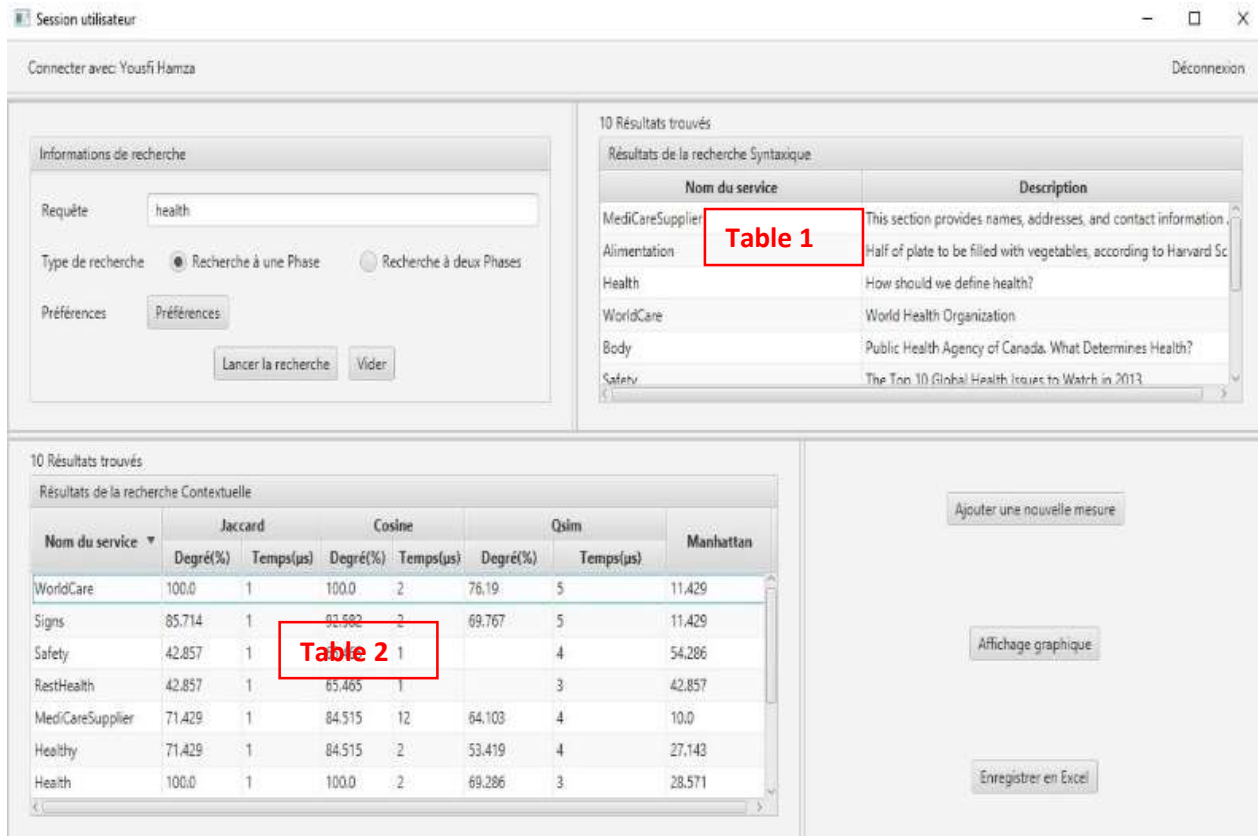 Session utilisateur
Connecter avec: Yousfi Hamza
Déconnexion
Informations de recherche
Requête health
Type de recherche Recherche à une Phase Recherche à deux Phases
Préférences Préférences
Lancer la recherche Vider
10 Résultats trouvés
Résultats de la recherche Syntaxique
Nom du service Description
MediCareSupplier This section provides names, addresses, and contact information
Table 1
Alimentation Half of plate to be filled with vegetables, according to Harvard Sc
Health How should we define health?
WorldCare World Health Organization
Body Public Health Agency of Canada. What Determines Health?
Safety The Top 10 Global Health Issues to Watch in 2013
10 Résultats trouvés
Résultats de la recherche Contextuelle
Nom du service Jaccard Cosine Qsim Manhattan
Degré(%) Temps(µs) Degré(%) Temps(µs) Degré(%) Temps(µs)
WorldCare 100.0 1 100.0 2 76.19 5 11.429
Signs 85.714 1 92.582 2 69.767 5 11.429
Safety 42.857 1 1 4 54.286
Table 2
RestHealth 42.857 1 65.465 1 3 42.857
MediCareSupplier 71.429 1 84.515 12 64.103 4 10.0
Healthy 71.429 1 84.515 2 53.419 4 27.143
Health 100.0 1 100.0 2 69.286 3 28.571
Ajouter une nouvelle mesure
Affichage graphique
Enregistrer en Excel